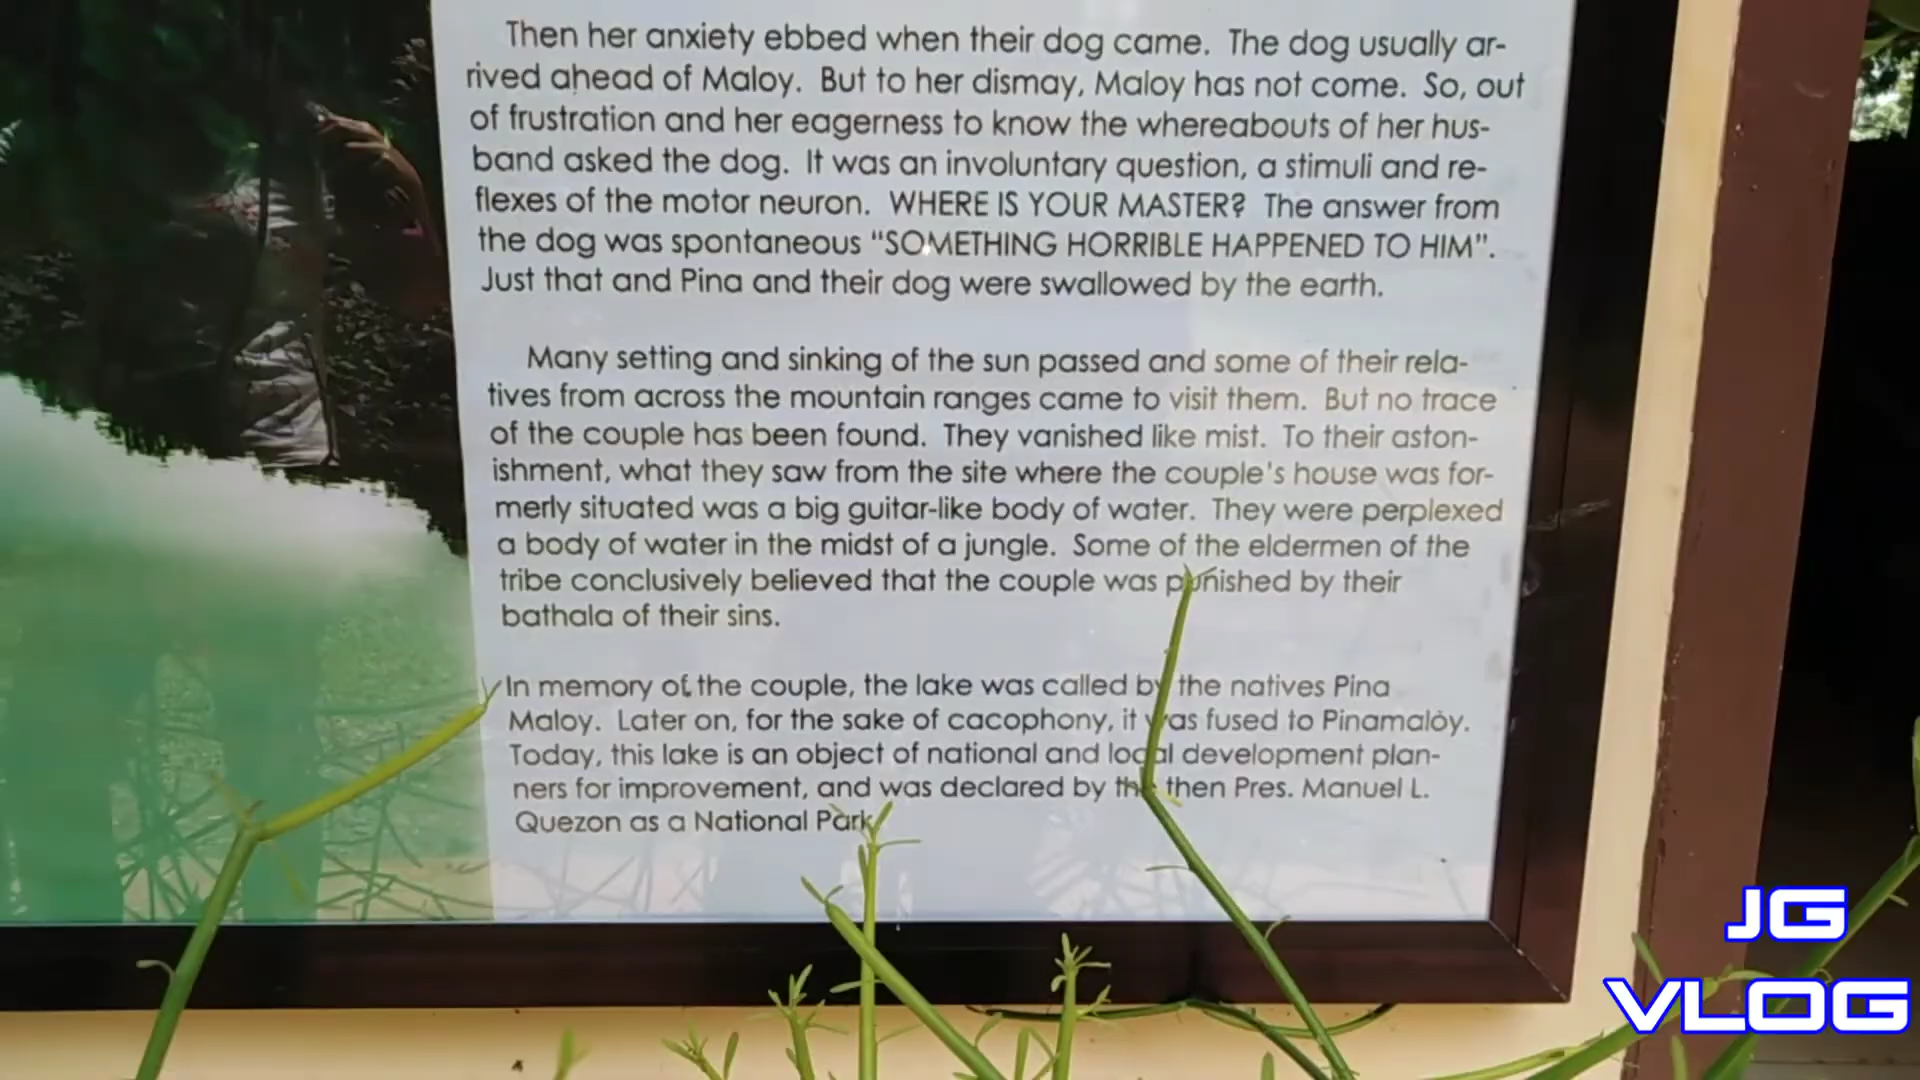 Then her anxiety ebbed when their dog came. The dog usually ar-
rived ahead of Maloy. But to her dismay, Maloy has not come. So, out
of frustration and her eagerness to know the whereabouts of her hus-
band asked the dog. It was an involuntary question, a stimuli and re-
flexes of the motor neuron. WHERE IS YOUR MASTER? The answer from
the dog was spontaneous “SOMETHING HORRIBLE HAPPENED TO HIM”.
Just that and Pina and their dog were swallowed by the earth.
Many setting and sinking of the sun passed and some of their rela-
tives from across the mountain ranges came to visit them. But no trace
of the couple has been found. They vanished like mist. To their aston-
ishment, what they saw from the site where the couple's house was for-
merly situated was a big guitar-like body of water. They were perplexed
a body of water in the midst of a jungle. Some of the eldermen of the
tribe conclusively believed that the couple was punished by their
bathala of their sins.
In memory of the couple, the lake was called by the natives Pina
Maloy. Later on, for the sake of cacophony, it was fused to Pinamaloy.
Today, this lake is an object of national and local development plan-
ners for improvement, and was declared by the then Pres. Manuel L.
Quezon as a National Park
JG
VLOG